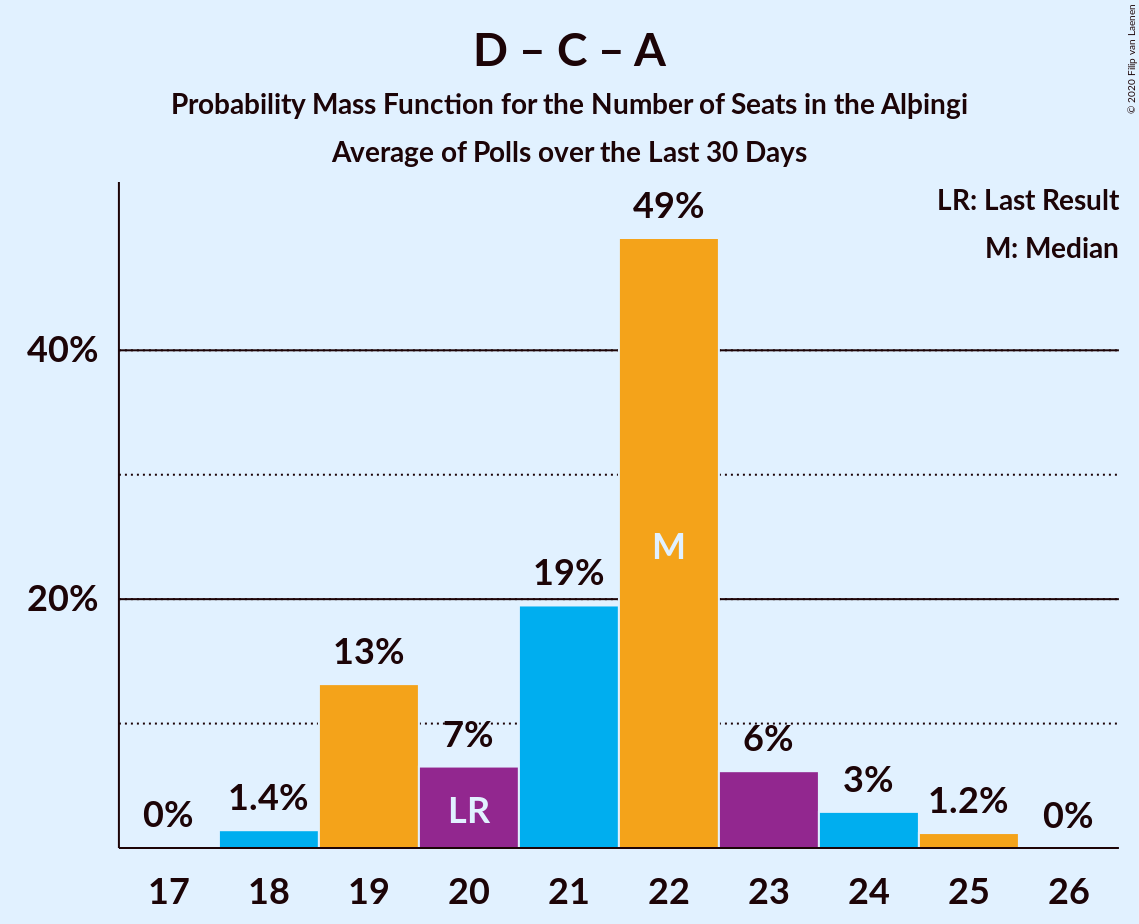 D – C – A
Probability Mass Function for the Number of Seats in the Alþingi
Average of Polls over the Last 30 Days
© 2020 Filip van Laenen
LR: Last Result
M: Median
40%
20%
0%
1.4%
13%
7%
19%
49%
6%
3%
1.2%
0%
LR
M
17 18 19 20 21 22 23 24 25 26